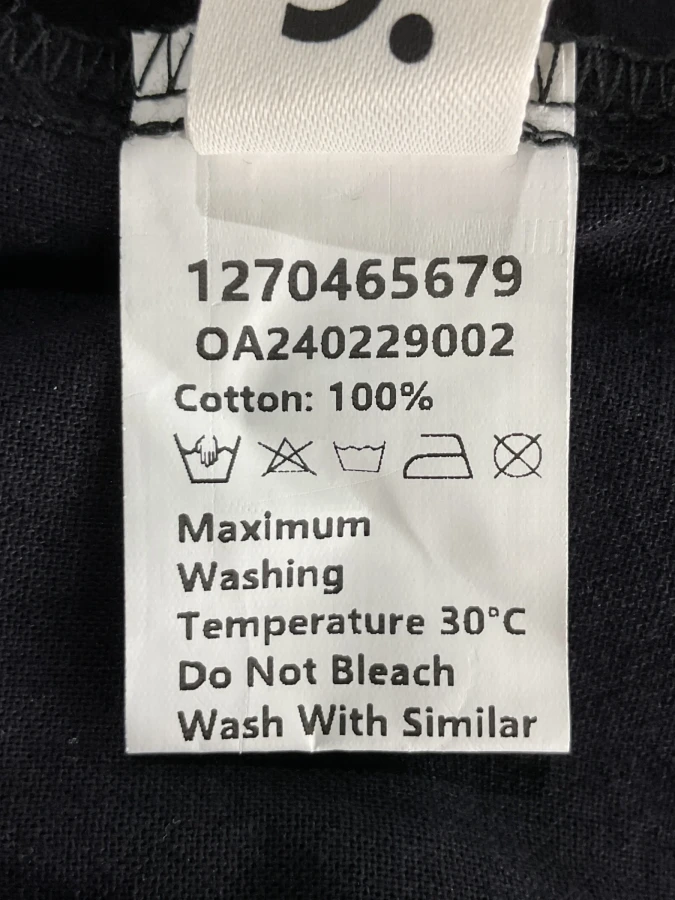 1270465679
OA240229002
Cotton: 100%
Maximum
Washing
Temperature 30°C
Do Not Bleach
Wash With Similar